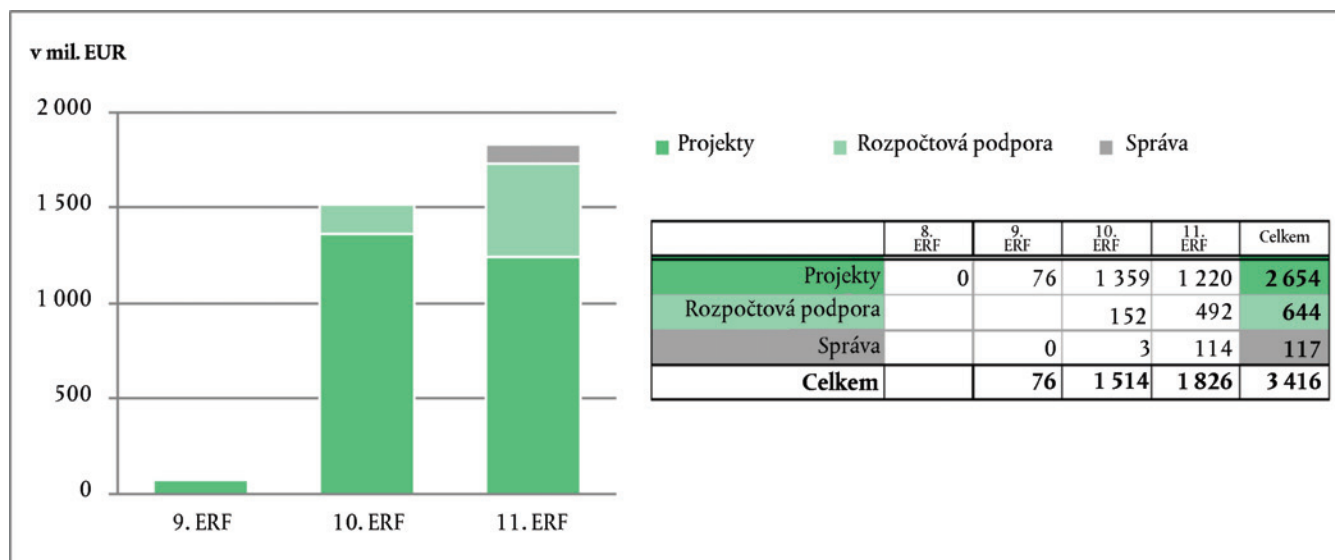 v mil. EUR
2 000
1 500
1 000
500
0
9. ERF 10. ERF 11. ERF
Projekty Rozpočtová podpora Správa
8. ERF 9. ERF 10. ERF 11. ERF Celkem
Projekty 0 76 1 359 1 220 2 654
Rozpočtová podpora 152 492 644
Správa 0 3 114 117
Celkem 76 1 514 1 826 3 416